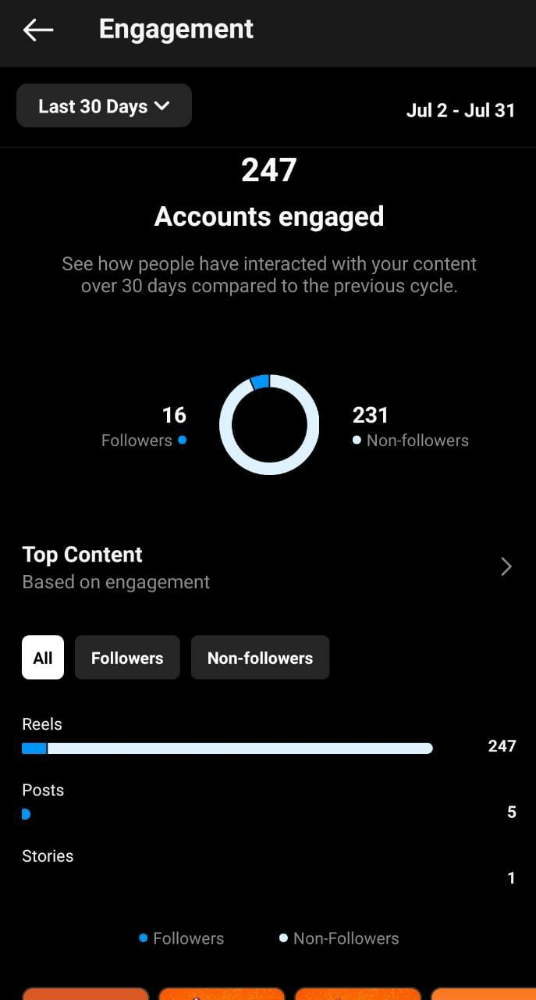 Engagement
Last 30 Days
Jul 2 - Jul 31
247
Accounts engaged
See how people have interacted with your content
over 30 days compared to the previous cycle.
16
Followers
231
Non-followers
Top Content
Based on engagement
All
Followers
Non-followers
Reels
247
Posts
5
Stories
1
Followers
Non-Followers